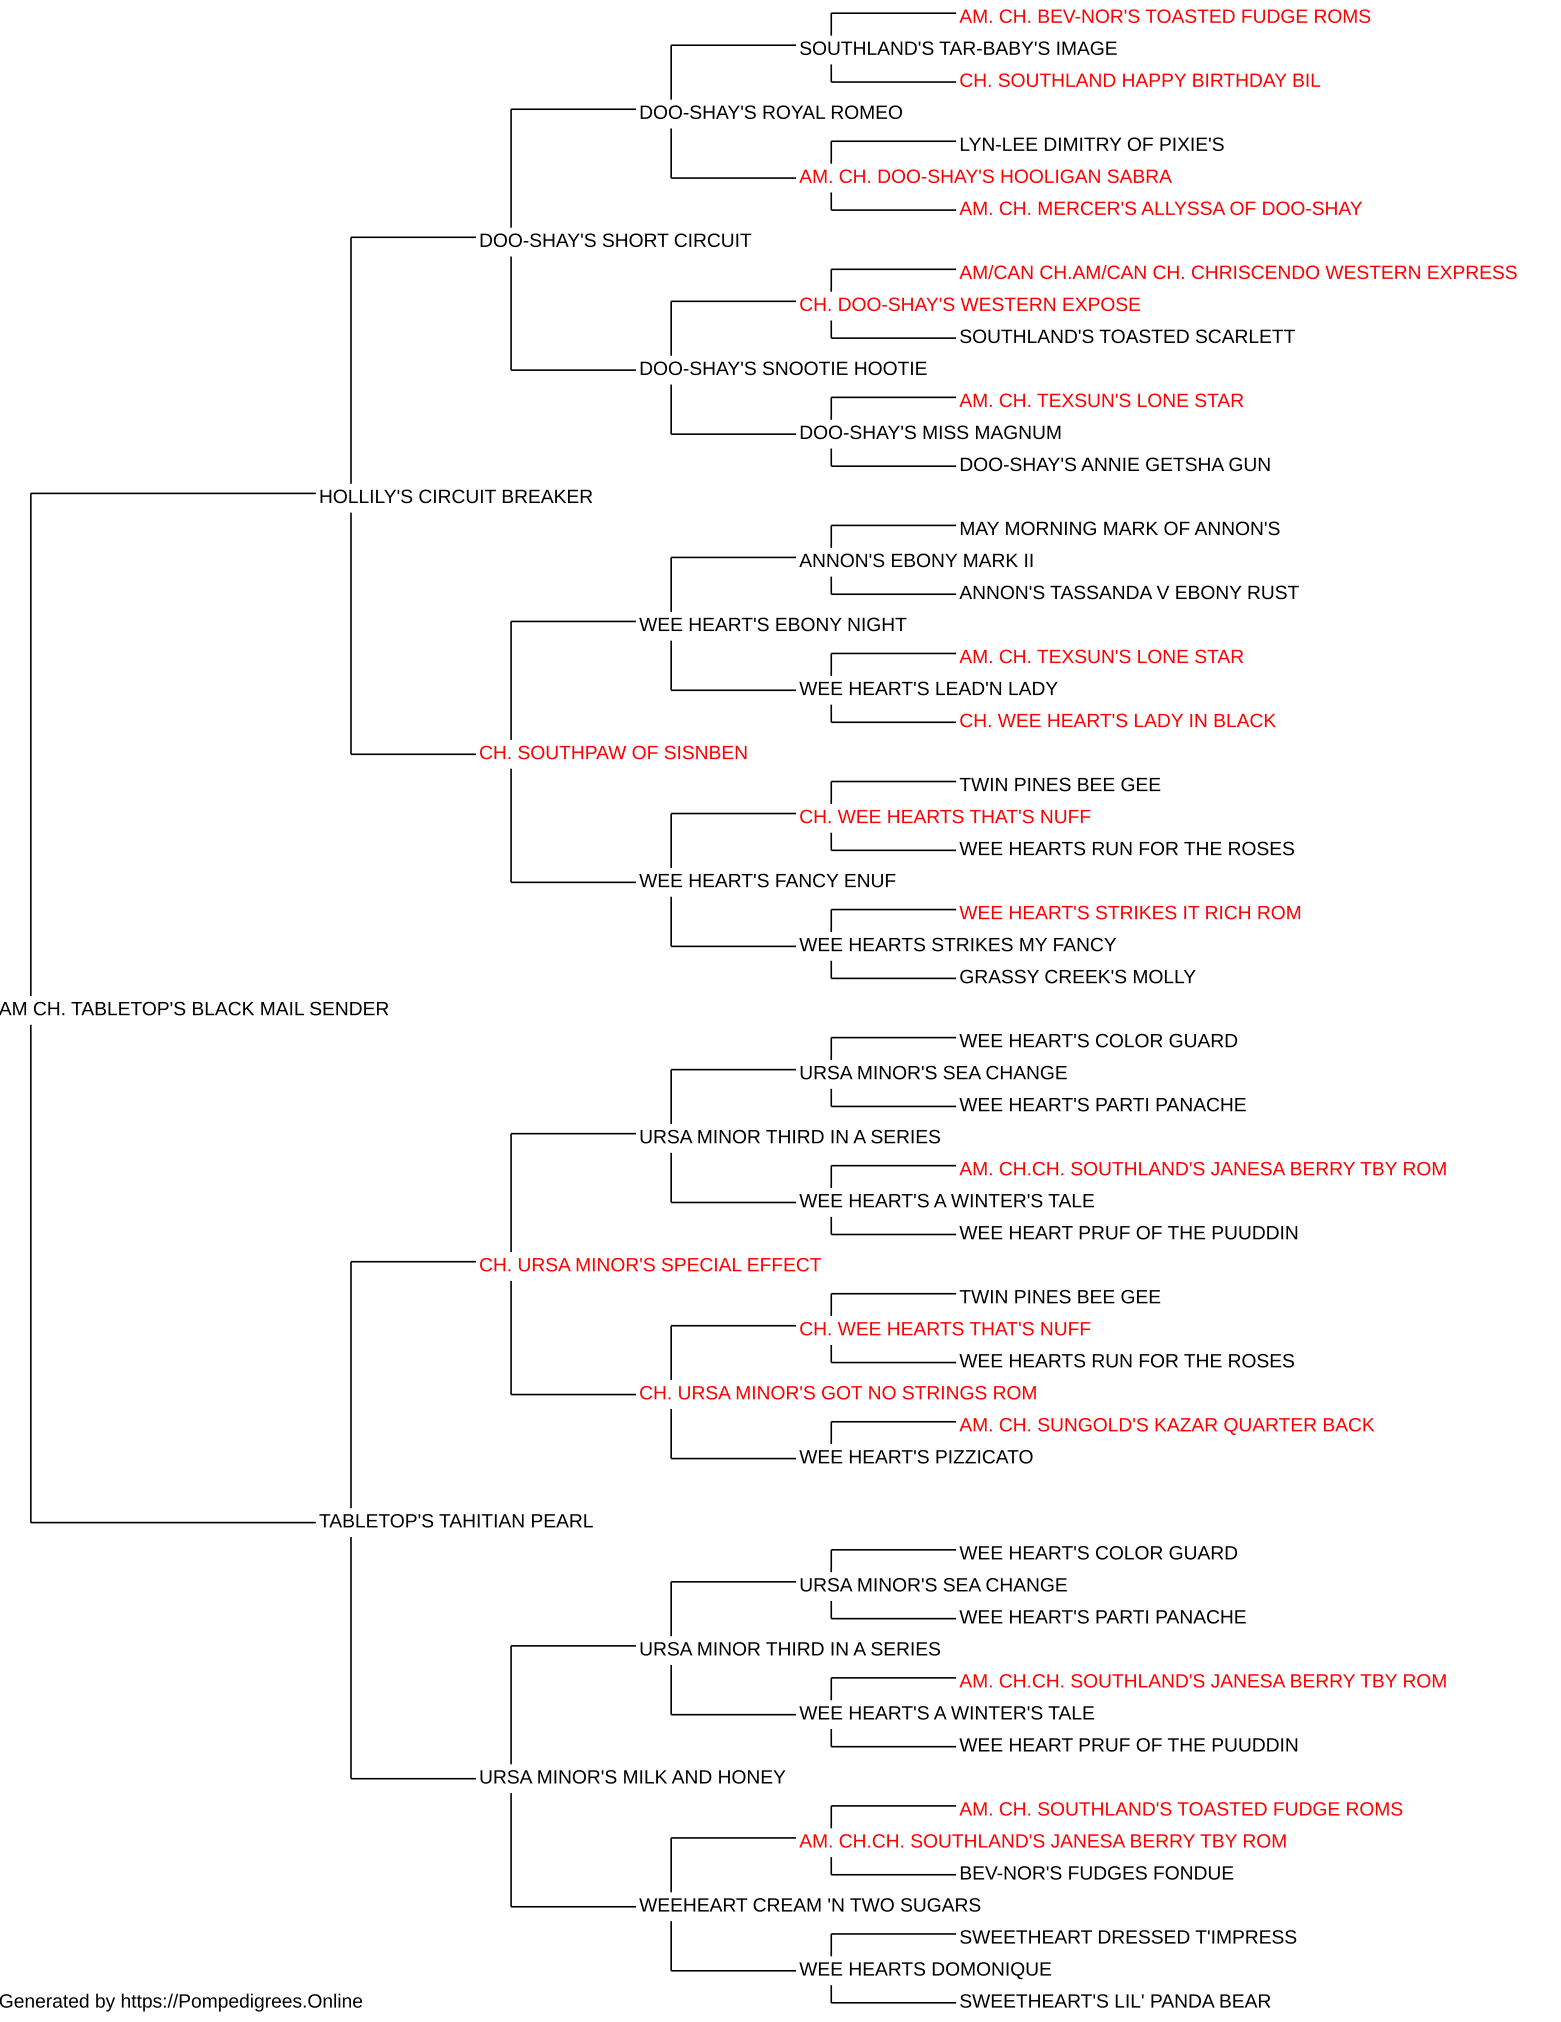 AM. CH. BEV-NOR'S TOASTED FUDGE ROMS
SOUTHLAND'S TAR-BABY'S IMAGE
CH. SOUTHLAND HAPPY BIRTHDAY BIL
DOO-SHAY'S ROYAL ROMEO
LYN-LEE DIMITRY OF PIXIE'S
AM. CH. DOO-SHAY'S HOOLIGAN SABRA
AM. CH. MERCER'S ALLYSSA OF DOO-SHAY
DOO-SHAY'S SHORT CIRCUIT
AM/CAN CH.AM/CAN CH. CHRISCENDO WESTERN EXPRESS
CH. DOO-SHAY'S WESTERN EXPOSE
SOUTHLAND'S TOASTED SCARLETT
DOO-SHAY'S SNOOTIE HOOTIE
AM. CH. TEXSUN'S LONE STAR
DOO-SHAY'S MISS MAGNUM
DOO-SHAY'S ANNIE GETSHA GUN
HOLLILY'S CIRCUIT BREAKER
MAY MORNING MARK OF ANNON'S
ANNON'S EBONY MARK II
ANNON'S TASSANDA V EBONY RUST
WEE HEART'S EBONY NIGHT
AM. CH. TEXSUN'S LONE STAR
WEE HEART'S LEAD'N LADY
CH. WEE HEART'S LADY IN BLACK
CH. SOUTHPAW OF SISNBEN
TWIN PINES BEE GEE
CH. WEE HEARTS THAT'S NUFF
WEE HEARTS RUN FOR THE ROSES
WEE HEART'S FANCY ENUF
WEE HEART'S STRIKES IT RICH ROM
WEE HEARTS STRIKES MY FANCY
GRASSY CREEK'S MOLLY
AM CH. TABLETOP'S BLACK MAIL SENDER
WEE HEART'S COLOR GUARD
URSA MINOR'S SEA CHANGE
WEE HEART'S PARTI PANACHE
URSA MINOR THIRD IN A SERIES
AM. CH.CH. SOUTHLAND'S JANESA BERRY TBY ROM
WEE HEART'S A WINTER'S TALE
WEE HEART PRUF OF THE PUUDDIN
CH. URSA MINOR'S SPECIAL EFFECT
TWIN PINES BEE GEE
CH. WEE HEARTS THAT'S NUFF
WEE HEARTS RUN FOR THE ROSES
CH. URSA MINOR'S GOT NO STRINGS ROM
AM. CH. SUNGOLD'S KAZAR QUARTER BACK
WEE HEART'S PIZZICATO
TABLETOP'S TAHITIAN PEARL
WEE HEART'S COLOR GUARD
URSA MINOR'S SEA CHANGE
WEE HEART'S PARTI PANACHE
URSA MINOR THIRD IN A SERIES
AM. CH.CH. SOUTHLAND'S JANESA BERRY TBY ROM
WEE HEART'S A WINTER'S TALE
WEE HEART PRUF OF THE PUUDDIN
URSA MINOR'S MILK AND HONEY
AM. CH. SOUTHLAND'S TOASTED FUDGE ROMS
AM. CH.CH. SOUTHLAND'S JANESA BERRY TBY ROM
BEV-NOR'S FUDGES FONDUE
WEEHEART CREAM 'N TWO SUGARS
SWEETHEART DRESSED T'IMPRESS
WEE HEARTS DOMONIQUE
SWEETHEART'S LIL' PANDA BEAR
Generated by https://Pompedigrees.Online